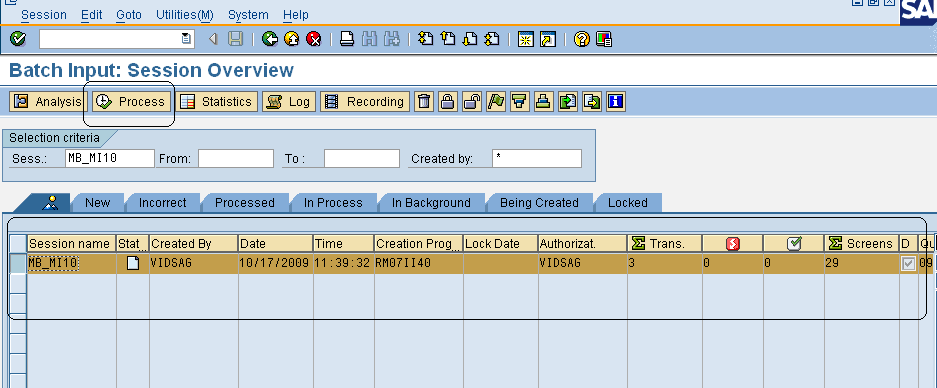 Session Edit Goto Utilities(M) System Help
SAP
Batch Input: Session Overview
Analysis Process Statistics Log Recording
Selection criteria
Sess.: MB_MI10 From: To : Created by: *
New Incorrect Processed In Process In Background Being Created Locked
Session name Stat... Created By Date Time Creation Prog... Lock Date Authorizat. Σ Trans. Σ Screens D
MB_MI10 VIDSAG 10/17/2009 11:39:32 RM07II40 VIDSAG 3 0 0 29 09